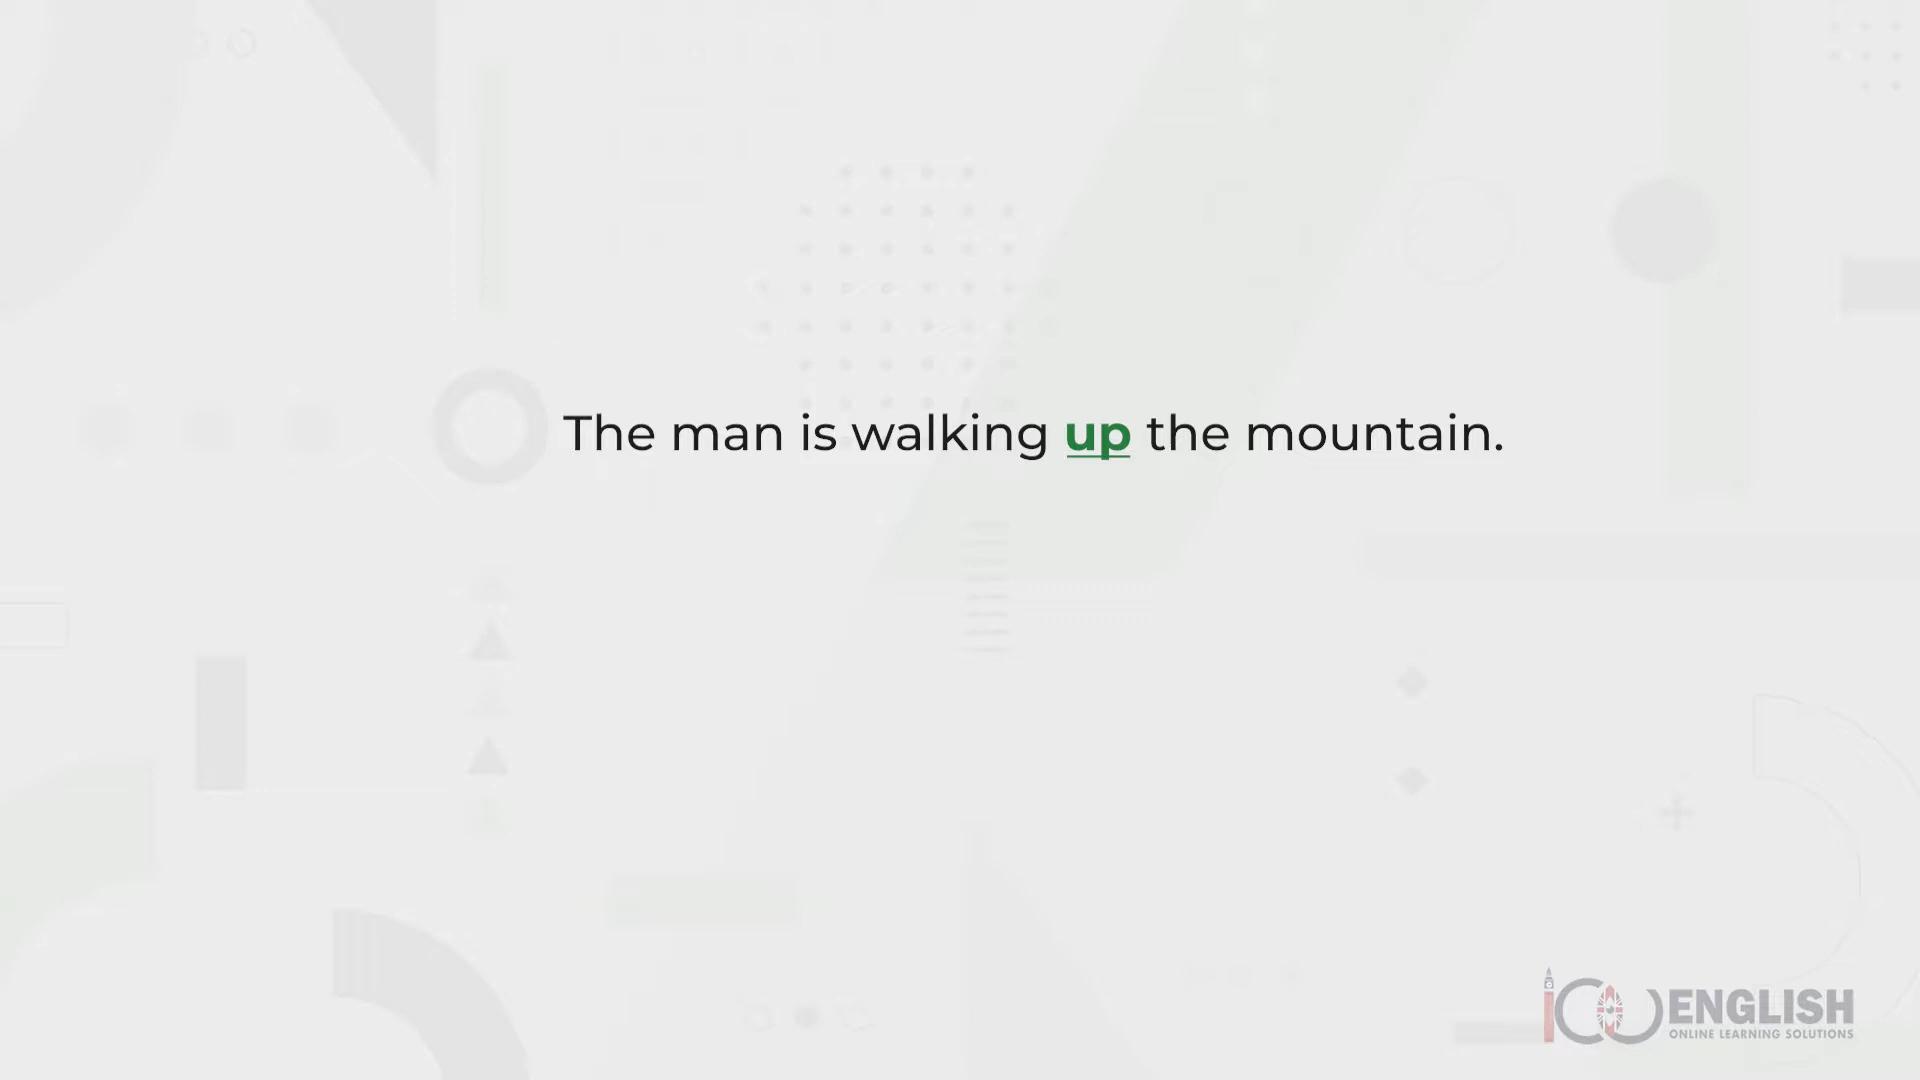 The man is walking up the mountain.
ENGLISH
ONLINE LEARNING SOLUTIONS